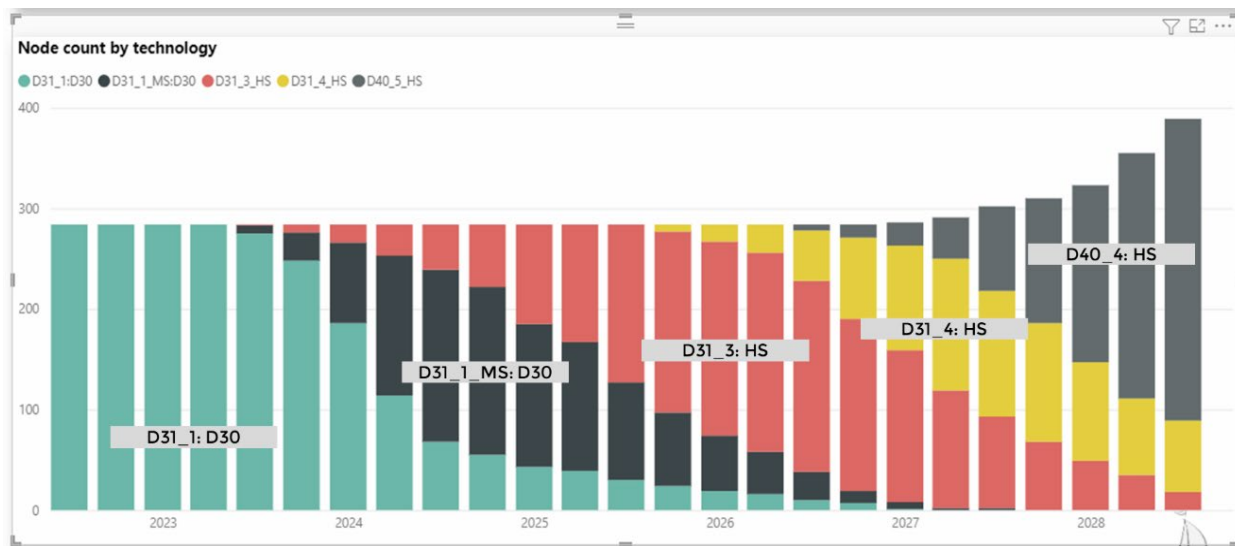 Node count by technology
D31_1:D30 D31_1_MS:D30 D31_3_HS D31_4_HS D40_5_HS
400
300
D40_4: HS
200
D31_4: HS
D31_3: HS
D31_1_MS: D30
100
D31_1: D30
0
2023 2024 2025 2026 2027 2028